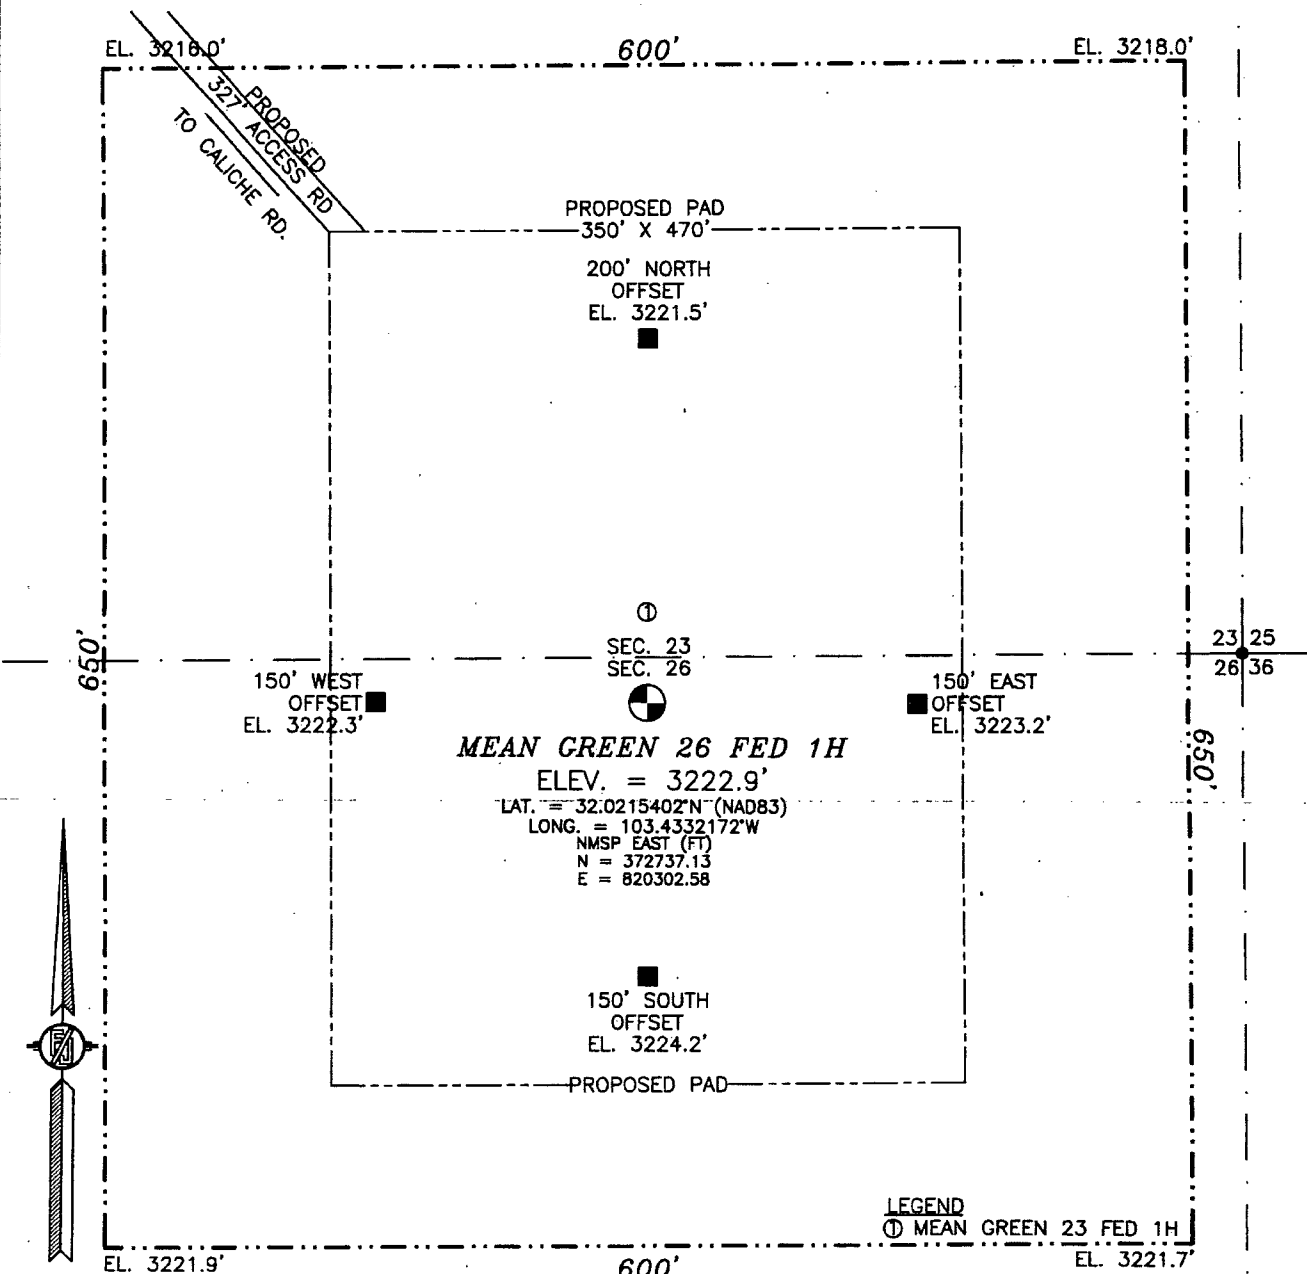 EL. 3216.0'
600'
EL. 3218.0'
PROPOSED
327' ACCESS RD
TO CALICHE RD.
PROPOSED PAD
350' X 470'
200' NORTH
OFFSET
EL. 3221.5'
1
650'
SEC. 23
SEC. 26
23 25
26 36
150' WEST
OFFSET
EL. 3222.3'
150' EAST
OFFSET
EL. 3223.2'
MEAN GREEN 26 FED 1H
ELEV. = 3222.9'
LAT. = 32.0215402°N (NAD83)
LONG. = 103.4332172°W
NMSP EAST (FT)
N = 372737.13
E = 820302.58
650'
150' SOUTH
OFFSET
EL. 3224.2'
PROPOSED PAD
LEGEND
1 MEAN GREEN 23 FED 1H
EL. 3221.9'
600'
EL. 3221.7'